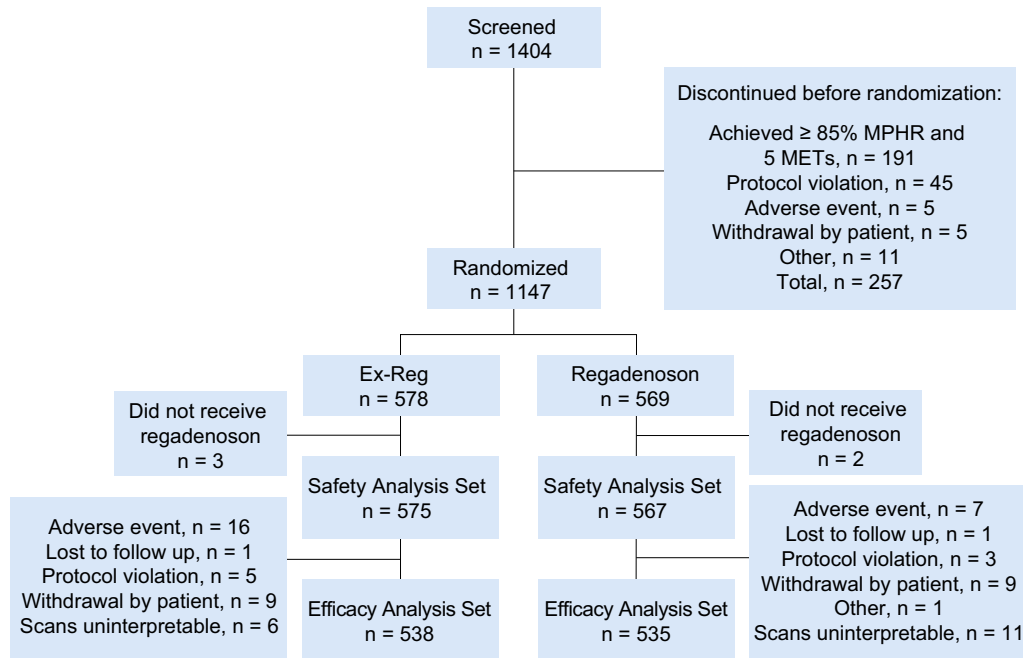 Screened
n = 1404
Discontinued before randomization:
Achieved ≥ 85% MPHR and
5 METs, n = 191
Protocol violation, n = 45
Adverse event, n = 5
Withdrawal by patient, n = 5
Other, n = 11
Total, n = 257
Randomized
n = 1147
Ex-Reg
n = 578
Regadenoson
n = 569
Did not receive
regadenoson
n = 3
Did not receive
regadenoson
n = 2
Safety Analysis Set
n = 575
Safety Analysis Set
n = 567
Adverse event, n = 16
Lost to follow up, n = 1
Protocol violation, n = 5
Withdrawal by patient, n = 9
Scans uninterpretable, n = 6
Adverse event, n = 7
Lost to follow up, n = 1
Protocol violation, n = 3
Withdrawal by patient, n = 9
Other, n = 1
Scans uninterpretable, n = 11
Efficacy Analysis Set
n = 538
Efficacy Analysis Set
n = 535